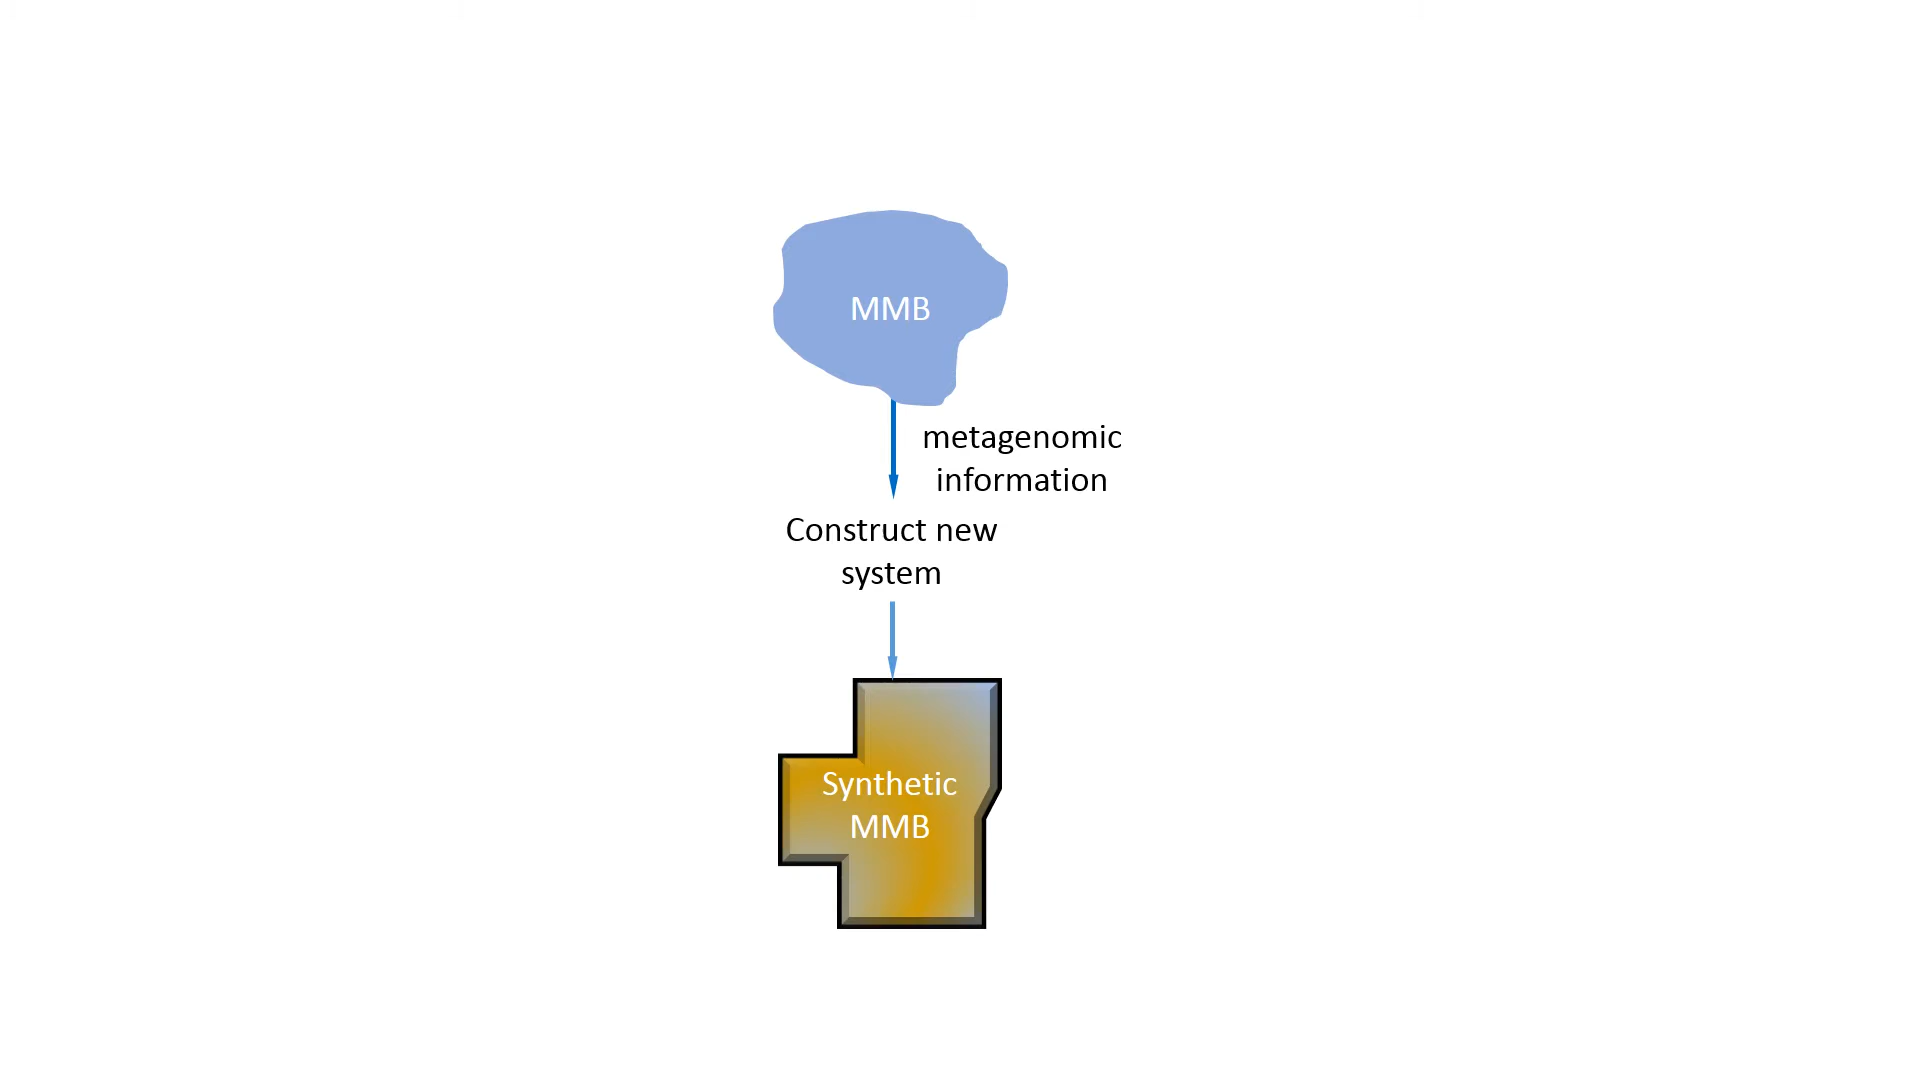 MMB
metagenomic
information
Construct new
system
Synthetic
MMB